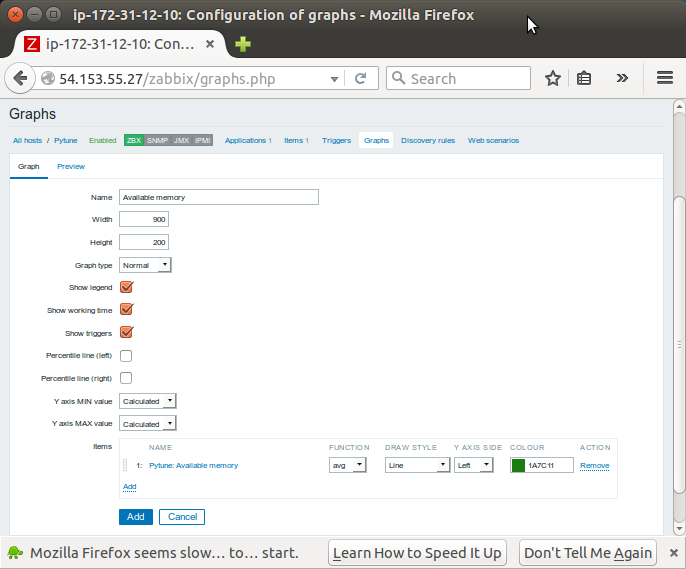 ip-172-31-12-10: Configuration of graphs - Mozilla Firefox
Z ip-172-31-12-10: Con...
54.153.55.27/zabbix/graphs.php Search
Graphs
All hosts / Pytune Enabled ZBX SNMP JMX IPMI Applications 1 Items 1 Triggers Graphs Discovery rules Web scenarios
Graph Preview
Name Available memory
Width 900
Height 200
Graph type Normal
Show legend
Show working time
Show triggers
Percentile line (left)
Percentile line (right)
Y axis MIN value Calculated
Y axis MAX value Calculated
Items NAME FUNCTION DRAW STYLE Y AXIS SIDE COLOUR ACTION
1: Pytune: Available memory avg Line Left 1A7C11 Remove
Add
Add Cancel
Mozilla Firefox seems slow... to... start. Learn How to Speed It Up Don't Tell Me Again